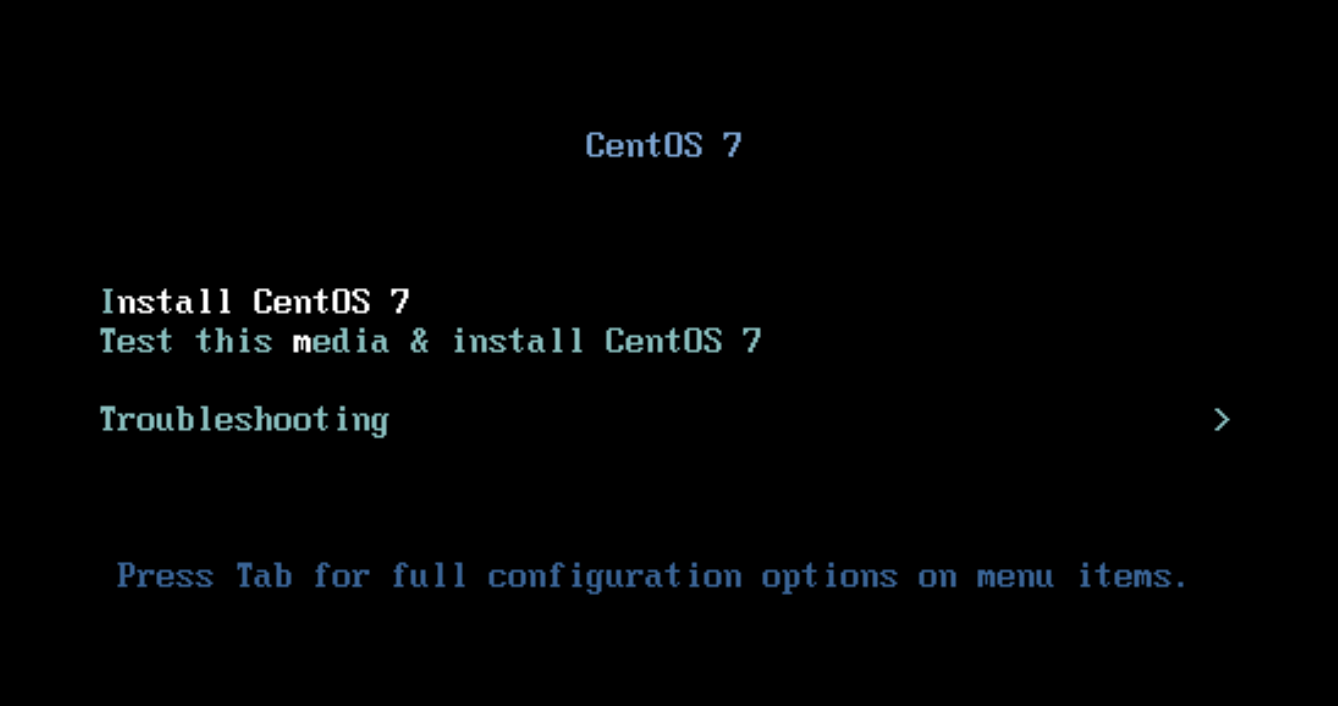 CentOS 7
Install CentOS 7
Test this media & install CentOS 7
Troubleshooting >
Press Tab for full configuration options on menu items.